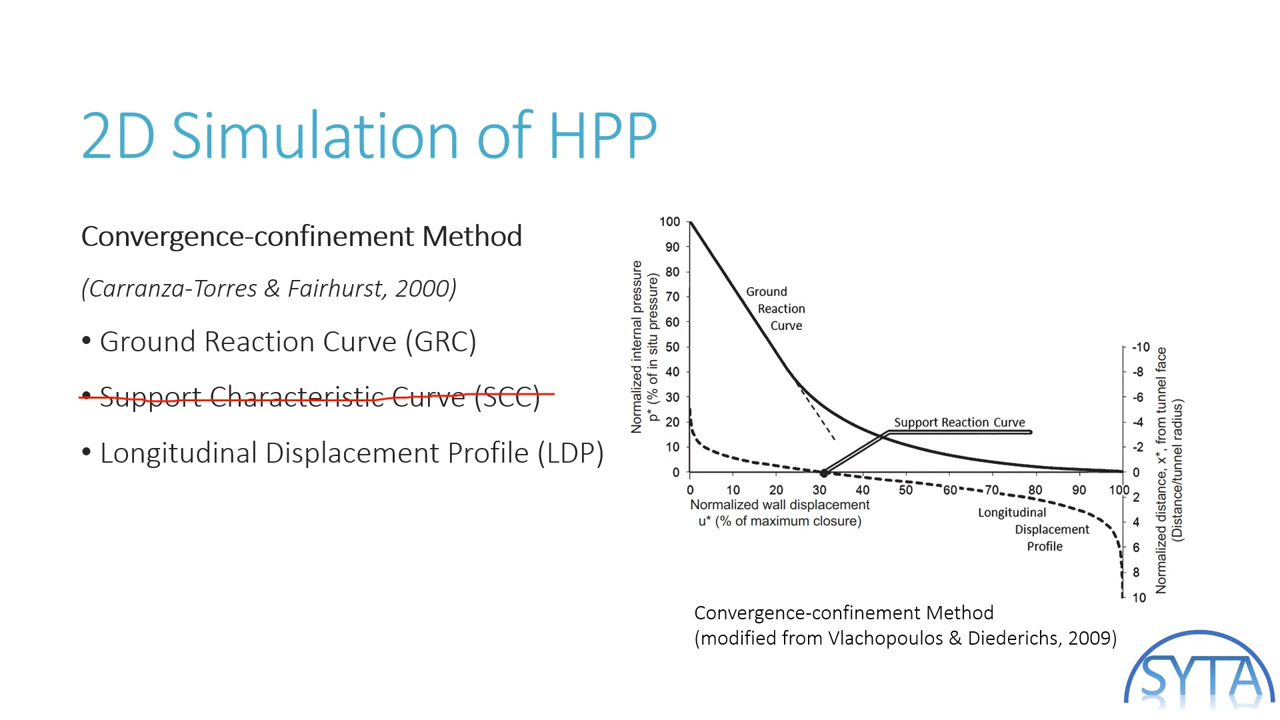 2D Simulation of HPP
Convergence-confinement Method
(Carranza-Torres & Fairhurst, 2000)
• Ground Reaction Curve (GRC)
• Support Characteristic Curve (SCC)
• Longitudinal Displacement Profile (LDP)
Normalized internal pressure
p* (% of in situ pressure)
100
90
80
70
60
50
40
30
20
10
0
Ground
Reaction
Curve
Support Reaction Curve
0 10 20 30 40 50 60 70 80 90 100
Normalized wall displacement
u* (% of maximum closure)
Longitudinal
Displacement
Profile
-10
-8
-6
-4
-2
0
2
4
6
8
10
Normalized distance, x*, from tunnel face
(Distance/tunnel radius)
Convergence-confinement Method
(modified from Vlachopoulos & Diederichs, 2009)
SYTA